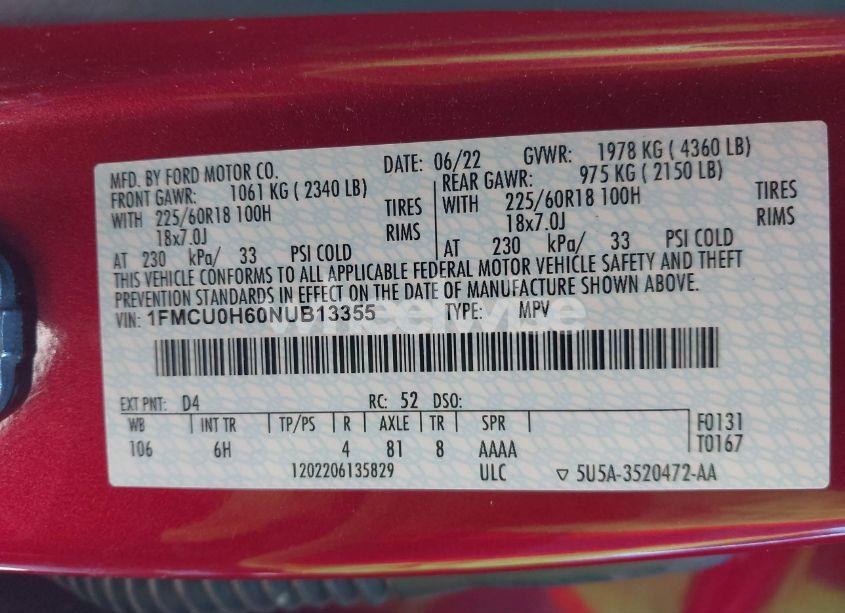 MFD. BY FORD MOTOR CO. DATE: 06/22 GVWR: 1978 KG ( 4360 LB)
FRONT GAWR: 1061 KG ( 2340 LB) REAR GAWR: 975 KG ( 2150 LB)
WITH 225/60R18 100H TIRES WITH 225/60R18 100H TIRES
18x7.0J RIMS 18x7.0J RIMS
AT 230 kPa/ 33 PSI COLD AT 230 kPa/ 33 PSI COLD
THIS VEHICLE CONFORMS TO ALL APPLICABLE FEDERAL MOTOR VEHICLE SAFETY AND THEFT
PREVENTION STANDARDS IN EFFECT ON THE DATE OF MANUFACTURE SHOWN ABOVE.
VIN: 1FMCU0H60NUB13355 TYPE: MPV
wheelwise
EXT PNT: D4 RC: 52 DSO:
WB INT TR TP/PS R AXLE TR SPR F0131
106 6H 4 81 8 AAAA T0167
1202206135829 ULC ▽ 5U5A-3520472-AA